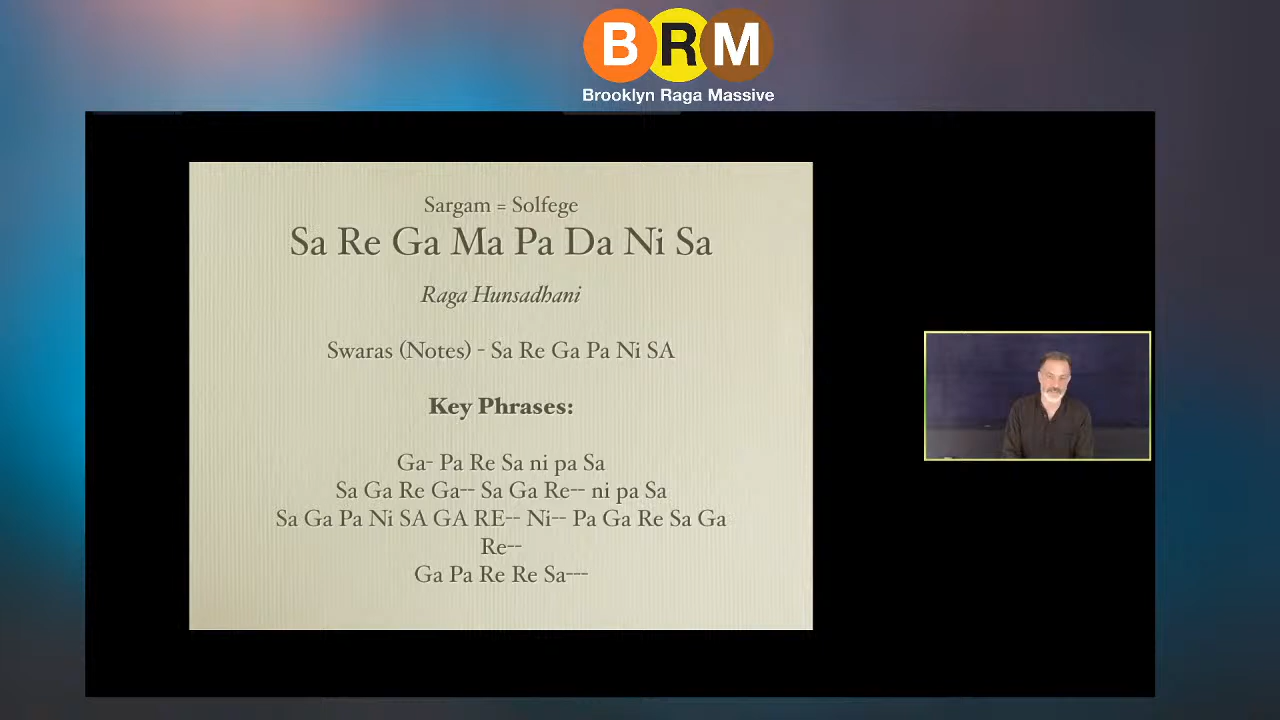 BRM
Brooklyn Raga Massive
Sargam = Solfege
Sa Re Ga Ma Pa Da Ni Sa
Raga Hunsadhani
Swaras (Notes) - Sa Re Ga Pa Ni SA
Key Phrases:
Ga- Pa Re Sa ni pa Sa
Sa Ga Re Ga-- Sa Ga Re-- ni pa Sa
Sa Ga Pa Ni SA GA RE-- Ni-- Pa Ga Re Sa Ga
Re--
Ga Pa Re Re Sa---